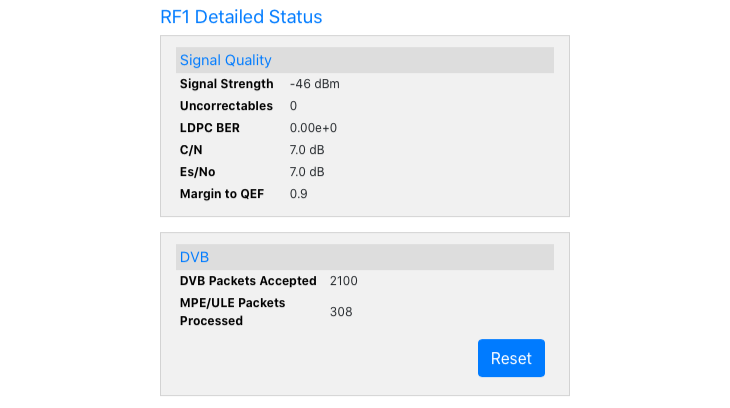 RF1 Detailed Status
Signal Quality
Signal Strength -46 dBm
Uncorrectables 0
LDPC BER 0.00e+0
C/N 7.0 dB
Es/No 7.0 dB
Margin to QEF 0.9
DVB
DVB Packets Accepted 2100
MPE/ULE Packets
Processed 308
Reset